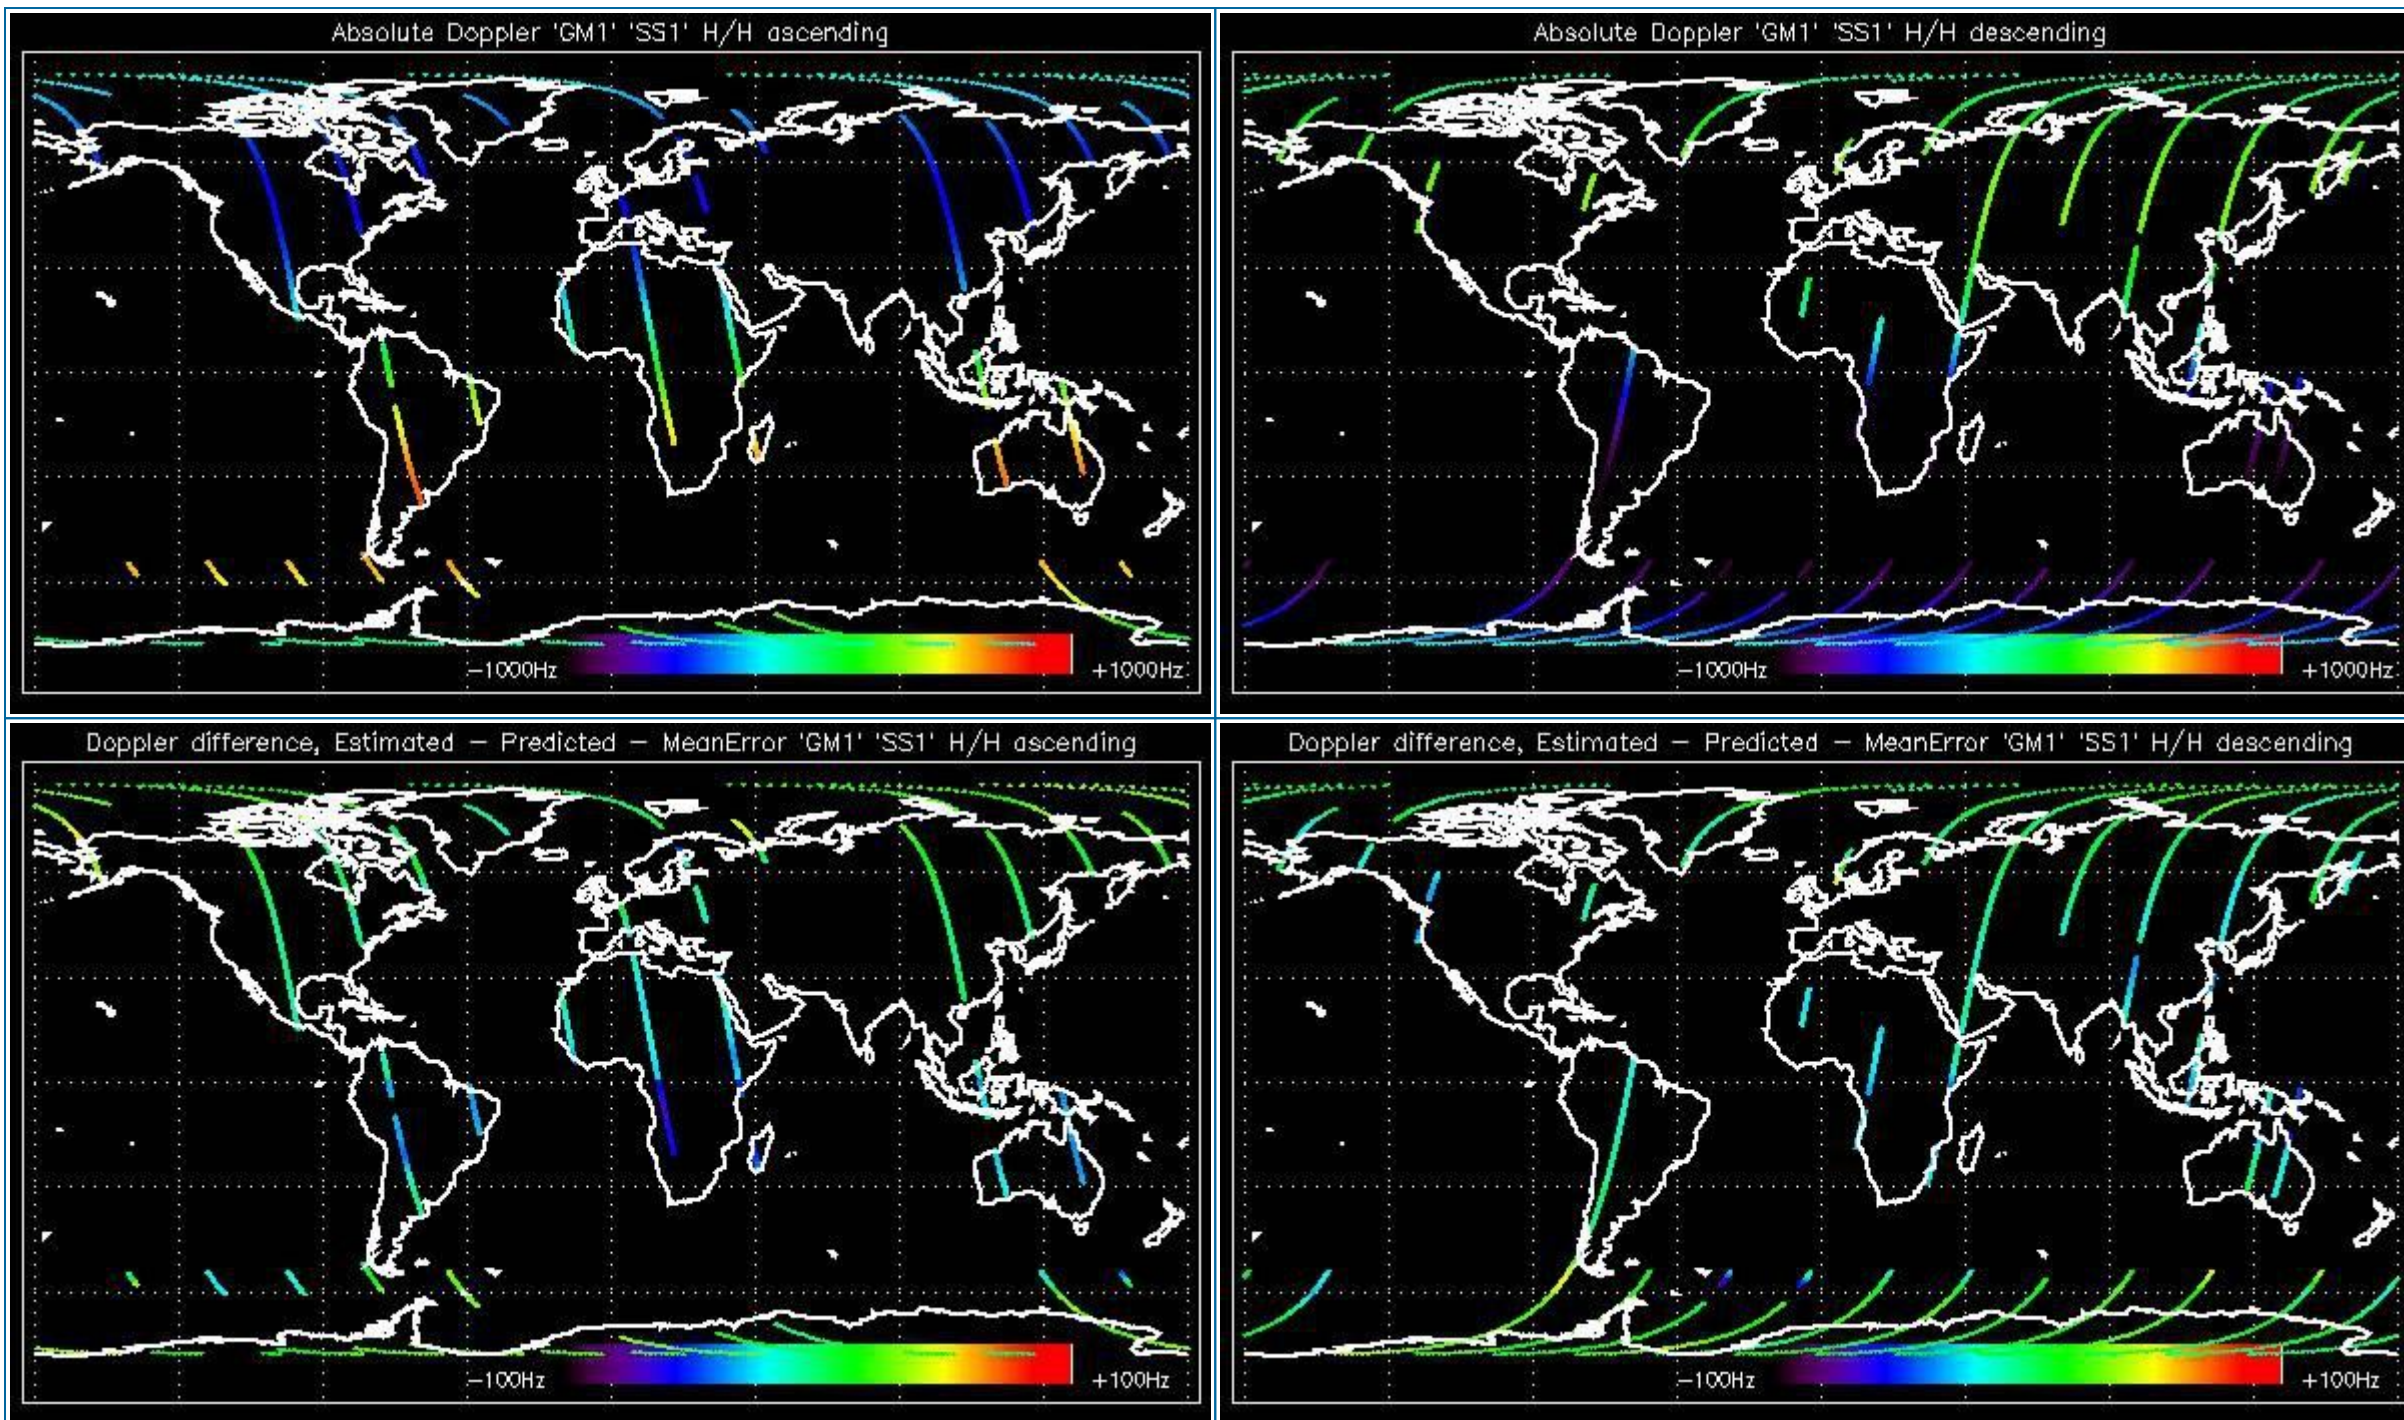 Absolute Doppler 'GM1' 'SS1' H/H ascending
-1000Hz
+1000Hz
Absolute Doppler 'GM1' 'SS1' H/H descending
-1000Hz
+1000Hz
Doppler difference, Estimated - Predicted - MeanError 'GM1' 'SS1' H/H ascending
-100Hz
+100Hz
Doppler difference, Estimated - Predicted - MeanError 'GM1' 'SS1' H/H descending
-100Hz
+100Hz